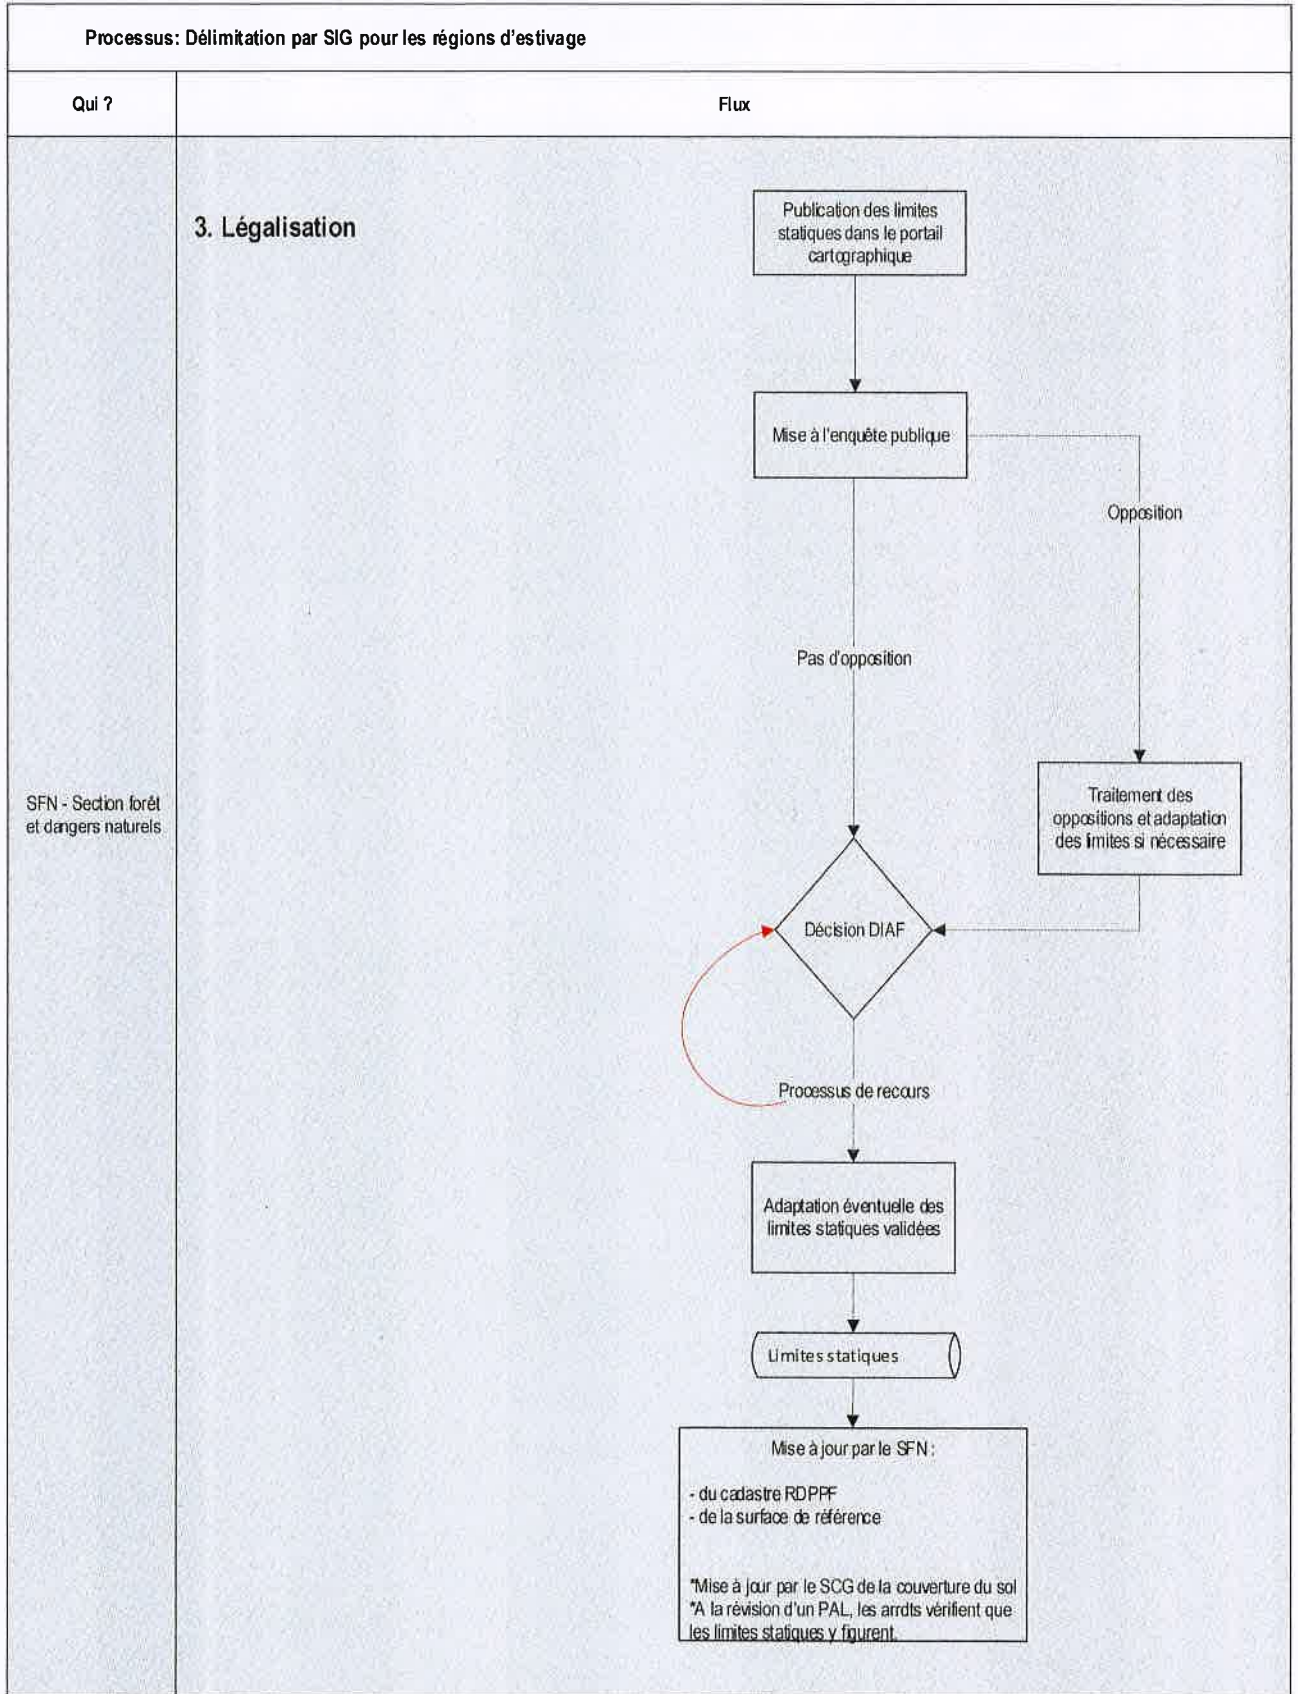 Processus: Délimitation par SIG pour les régions d'estivage
Qui ?
Flux
3. Légalisation
Publication des limites
statiques dans le portail
cartographique
Mise à l'enquête publique
Opposition
Pas d'opposition
SFN - Section forêt
et dangers naturels
Traitement des
oppositions et adaptation
des limites si nécessaire
Décision DIAF
Processus de recours
Adaptation éventuelle des
limites statiques validées
Limites statiques
Mise à jour par le SFN :
- du cadastre RDPPF
- de la surface de référence
*Mise à jour par le SCG de la couverture du sol
*A la révision d'un PAL, les arrdts vérifient que
les limites statiques y figurent.